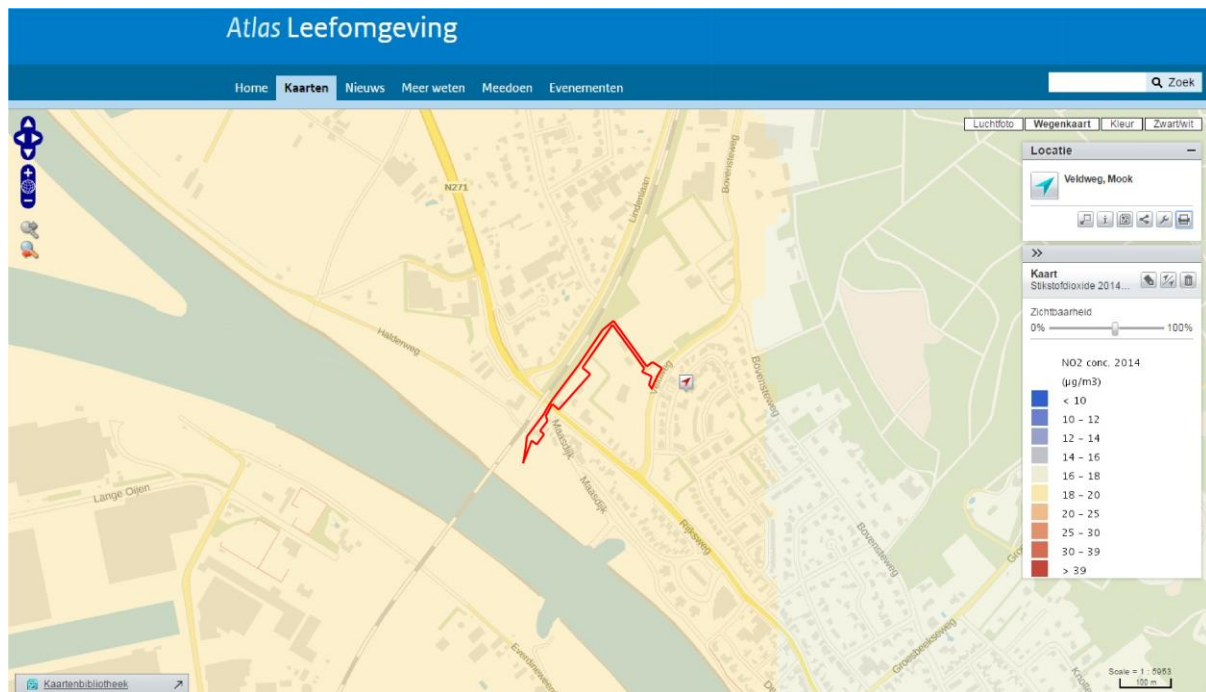 Atlas Leefomgeving
Home Kaarten Nieuws Meer weten Meedoen Evenementen
Zoek
Luchtfoto Wegenkaart Kleur Zwart/wit
Locatie
Veldweg, Mook
Kaart
Stikstofdioxide 2014...
Zichtbaarheid
0% 100%
NO2 conc. 2014
(µg/m3)
< 10
10 - 12
12 - 14
14 - 16
16 - 18
18 - 20
20 - 25
25 - 30
30 - 39
> 39
N271
Lindenlaan
Bovensteweg
Halderweg
Bovensteweg
Maasdijk
Maasdijk
Lange Oijen
Rijksweg
Bovensteweg
Groesbeekseweg
Scale = 1 : 5953
100 m
Kaartenbibliotheek